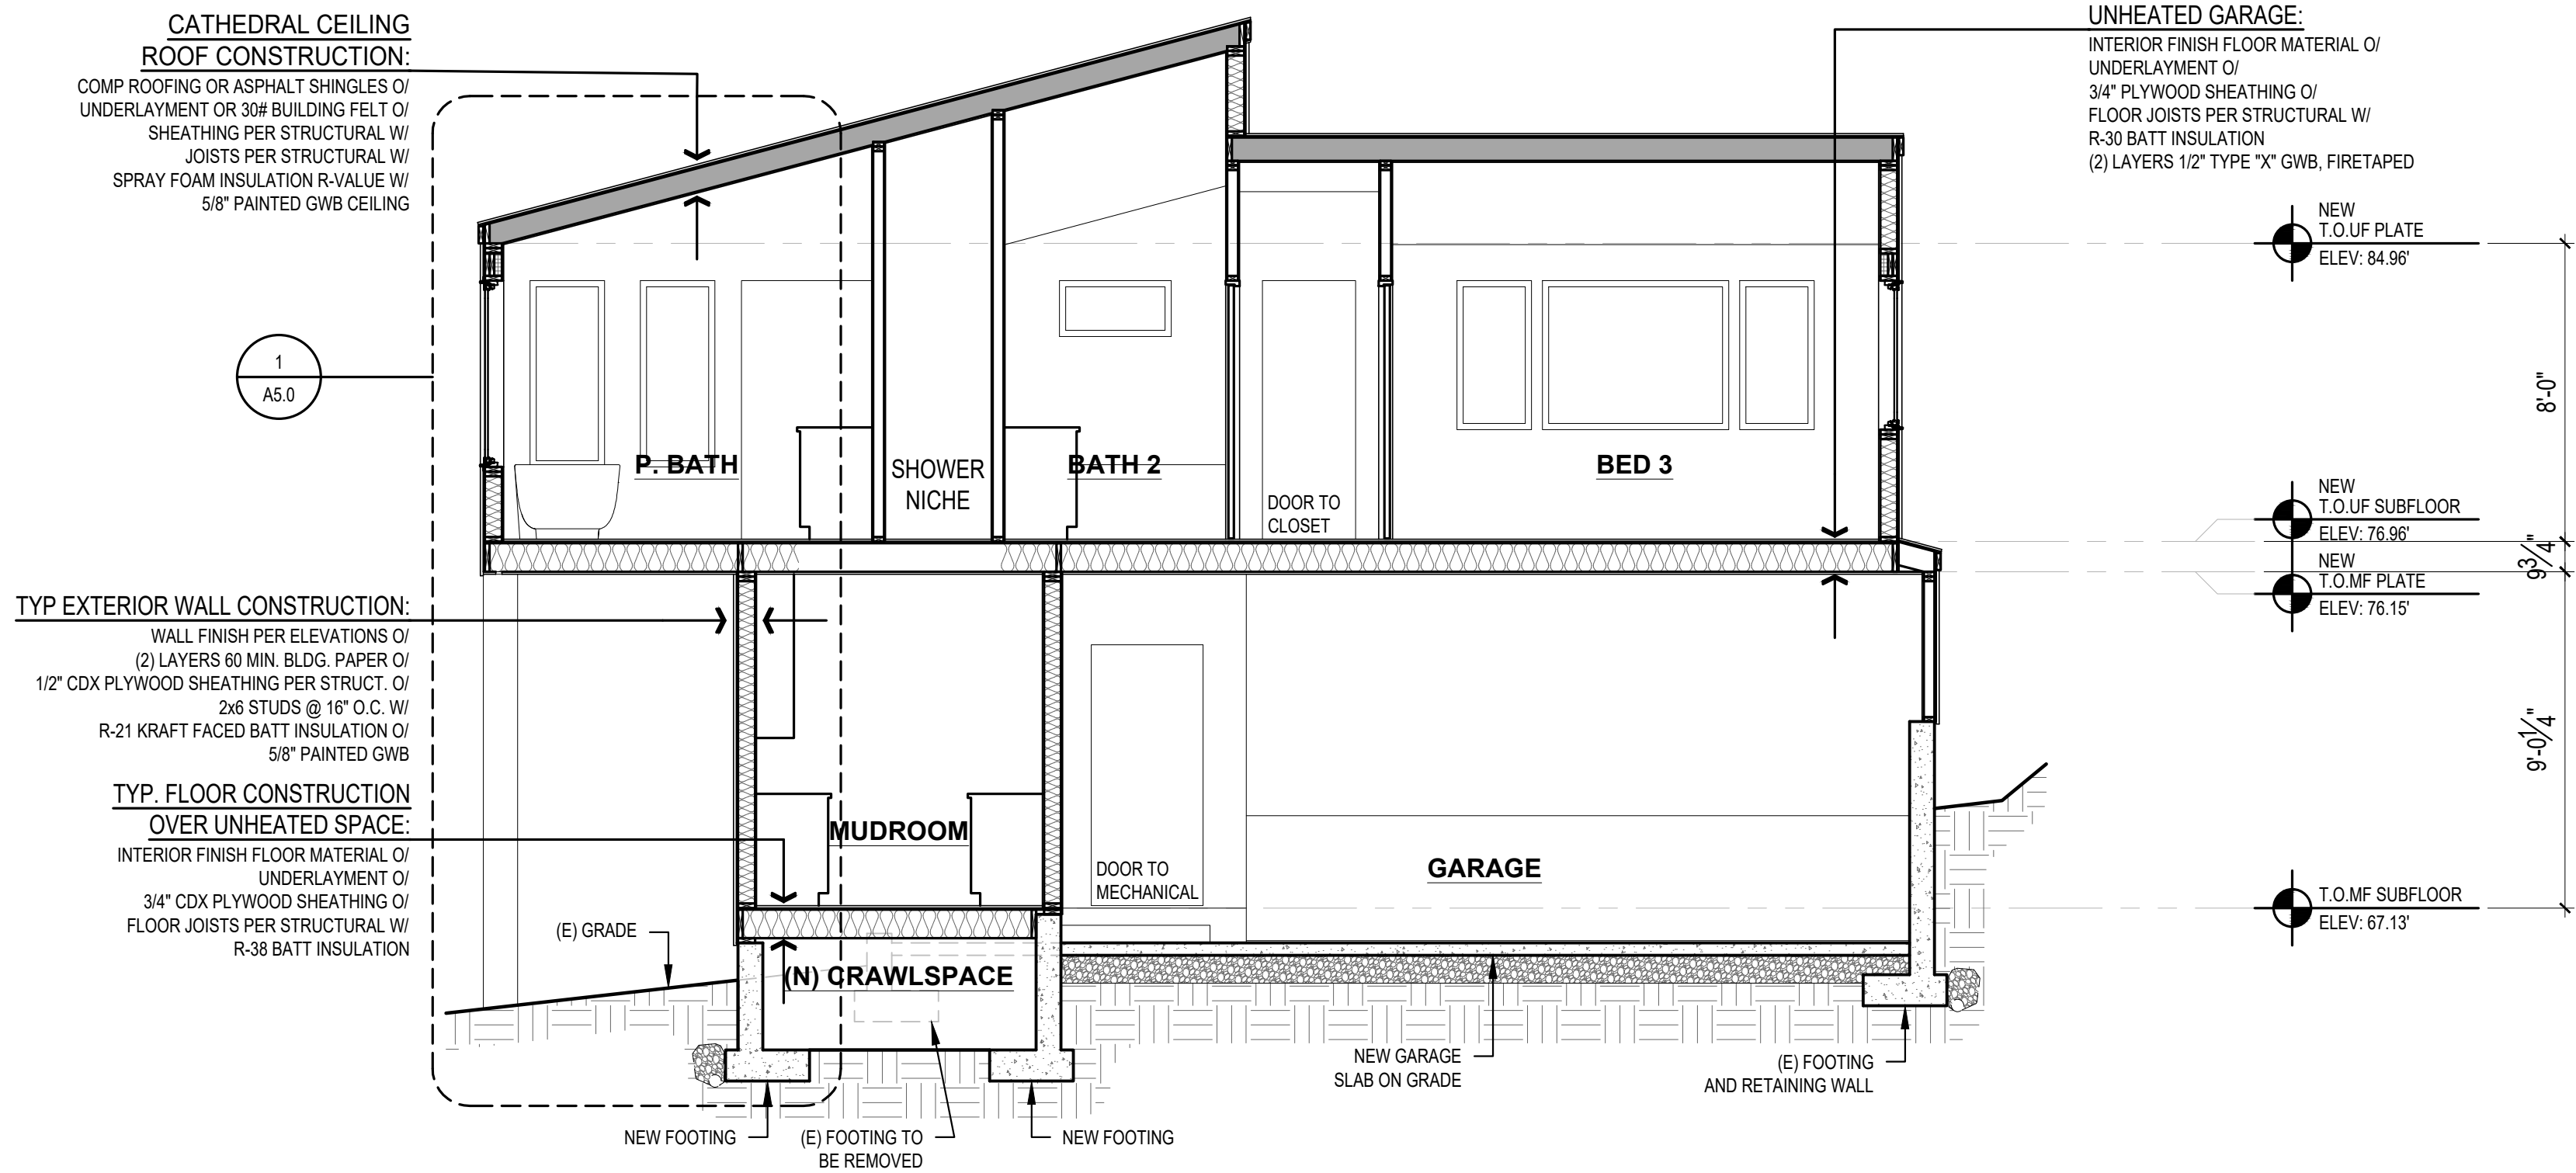 CATHEDRAL CEILING
ROOF CONSTRUCTION:
COMP ROOFING OR ASPHALT SHINGLES O/
UNDERLAYMENT OR 30# BUILDING FELT O/
SHEATHING PER STRUCTURAL W/
JOISTS PER STRUCTURAL W/
SPRAY FOAM INSULATION R-VALUE W/
5/8" PAINTED GWB CEILING
UNHEATED GARAGE:
INTERIOR FINISH FLOOR MATERIAL O/
UNDERLAYMENT O/
3/4" PLYWOOD SHEATHING O/
FLOOR JOISTS PER STRUCTURAL W/
R-30 BATT INSULATION
(2) LAYERS 1/2" TYPE "X" GWB, FIRETAPED
NEW
T.O.UF PLATE
ELEV: 84.96'
8'-0"
1
A5.0
P. BATH
SHOWER
NICHE
BATH 2
DOOR TO
CLOSET
BED 3
NEW
T.O.UF SUBFLOOR
ELEV: 76.96'
9 3/4"
NEW
T.O.MF PLATE
ELEV: 76.15'
9'-0 1/4"
TYP EXTERIOR WALL CONSTRUCTION:
WALL FINISH PER ELEVATIONS O/
(2) LAYERS 60 MIN. BLDG. PAPER O/
1/2" CDX PLYWOOD SHEATHING PER STRUCT. O/
2x6 STUDS @ 16" O.C. W/
R-21 KRAFT FACED BATT INSULATION O/
5/8" PAINTED GWB
TYP. FLOOR CONSTRUCTION
OVER UNHEATED SPACE:
INTERIOR FINISH FLOOR MATERIAL O/
UNDERLAYMENT O/
3/4" CDX PLYWOOD SHEATHING O/
FLOOR JOISTS PER STRUCTURAL W/
R-38 BATT INSULATION
MUDROOM
DOOR TO
MECHANICAL
GARAGE
T.O.MF SUBFLOOR
ELEV: 67.13'
(E) GRADE
(N) CRAWLSPACE
NEW GARAGE
SLAB ON GRADE
(E) FOOTING
AND RETAINING WALL
NEW FOOTING
(E) FOOTING TO
BE REMOVED
NEW FOOTING